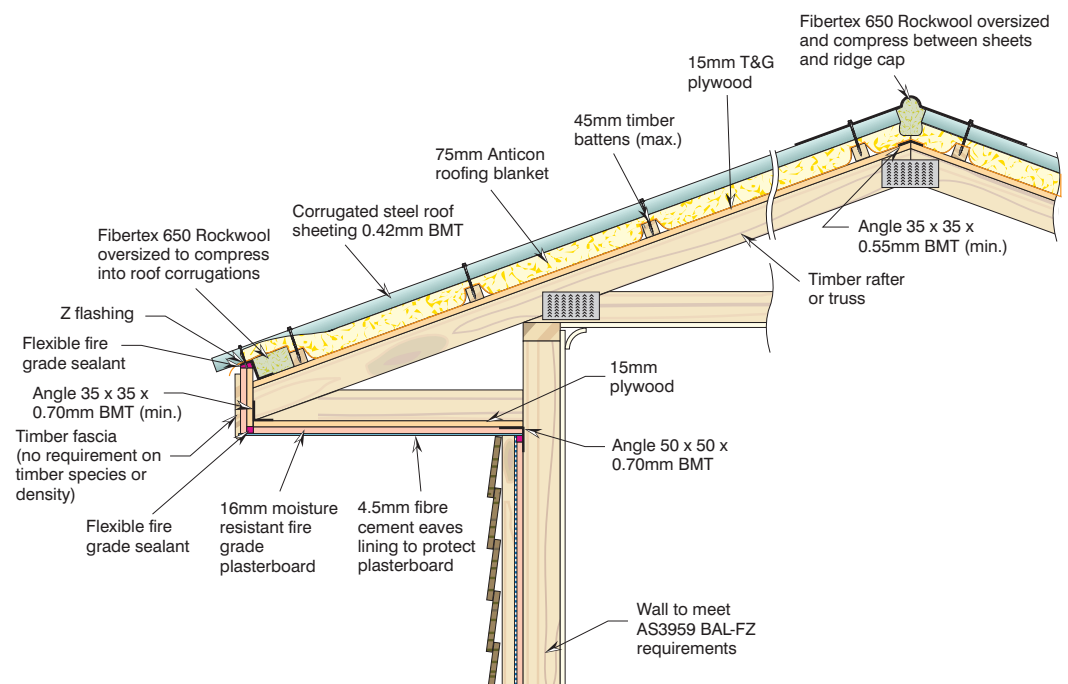 Fibertex 650 Rockwool oversized
and compress between sheets
and ridge cap
15mm T&G
plywood
45mm timber
battens (max.)
75mm Anticon
roofing blanket
Corrugated steel roof
sheeting 0.42mm BMT
Fibertex 650 Rockwool
oversized to compress
into roof corrugations
Z flashing
Flexible fire
grade sealant
Angle 35 x 35 x
0.70mm BMT (min.)
Timber fascia
(no requirement on
timber species or
density)
Flexible fire
grade sealant
16mm moisture
resistant fire
grade
plasterboard
4.5mm fibre
cement eaves
lining to protect
plasterboard
15mm
plywood
Angle 50 x 50 x
0.70mm BMT
Angle 35 x 35 x
0.55mm BMT (min.)
Timber rafter
or truss
Wall to meet
AS3959 BAL-FZ
requirements